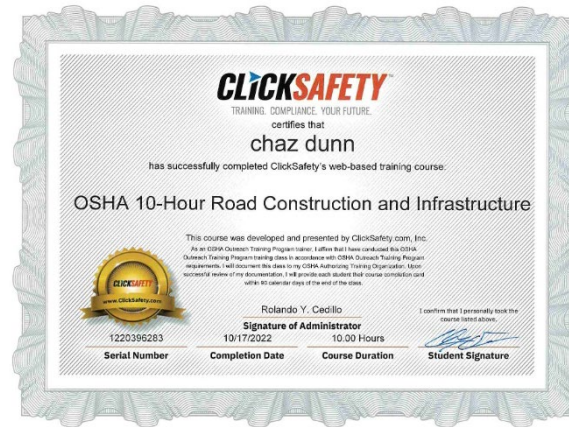 CLICKSAFETY™
TRAINING. COMPLIANCE. YOUR FUTURE.
certifies that
chaz dunn
has successfully completed ClickSafety's web-based training course:
OSHA 10-Hour Road Construction and Infrastructure
This course was developed and presented by ClickSafety.com, Inc.
As an OSHA Outreach Training Program trainer, I affirm that I have conducted this OSHA
Outreach Training Program training class in accordance with OSHA Outreach Training Program
requirements. I will document this class to my OSHA Authorizing Training Organization. Upon
successful review of my documentation, I will provide each student their course completion card
within 90 calendar days of the end of the class.
CLICKSAFETY
www.ClickSafety.com
Rolando Y. Cedillo
Signature of Administrator
I confirm that I personally took the
course listed above.
1220396283
10/17/2022
10.00 Hours
Serial Number
Completion Date
Course Duration
Student Signature